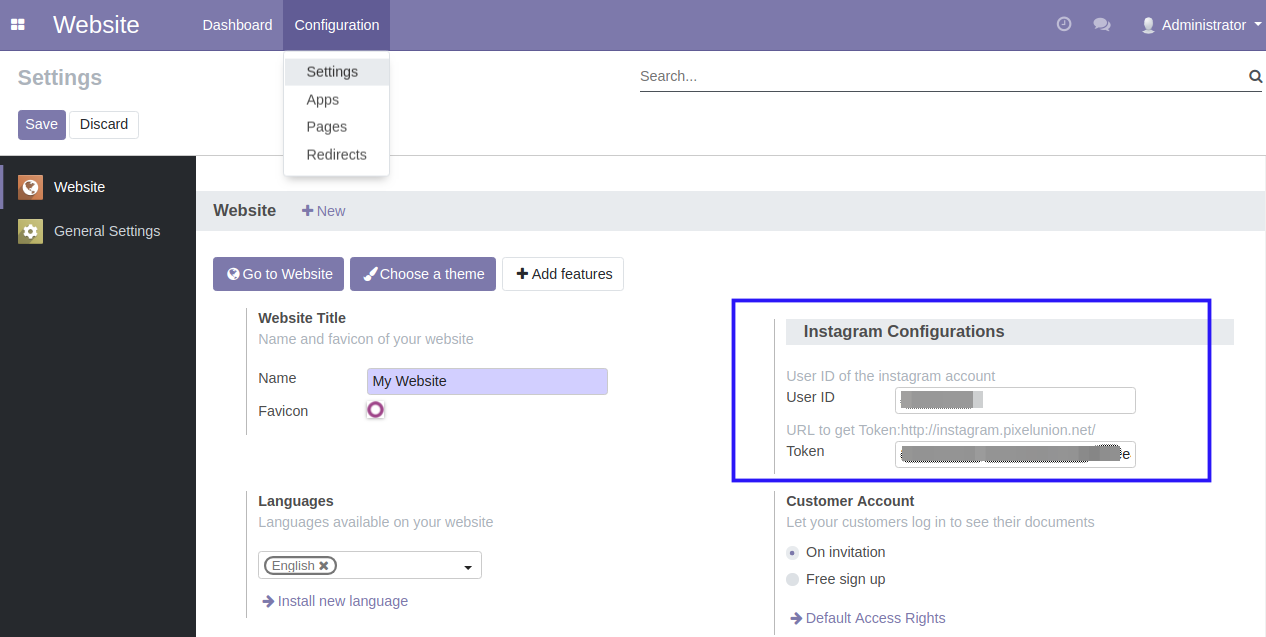 Website
Dashboard
Configuration
Administrator
Settings
Search...
Settings
Apps
Pages
Redirects
Save
Discard
Website
General Settings
Website
New
Go to Website
Choose a theme
Add features
Website Title
Name and favicon of your website
Name
My Website
Favicon
Instagram Configurations
User ID of the instagram account
User ID
URL to get Token:http://instagram.pixelunion.net/
Token
Languages
Languages available on your website
English
Install new language
Customer Account
Let your customers log in to see their documents
On invitation
Free sign up
Default Access Rights